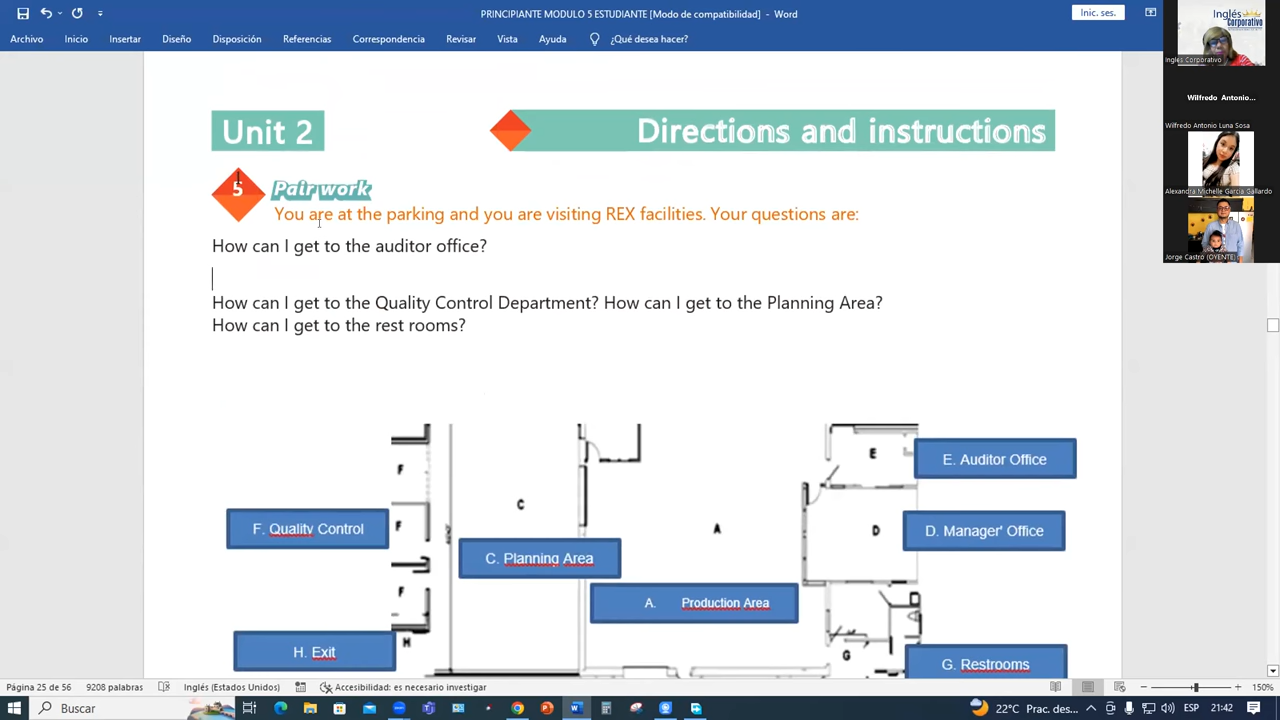 PRINCIPIANTE MODULO 5 ESTUDIANTE [Modo de compatibilidad] - Word
Inic. ses.
Archivo Inicio Insertar Diseño Disposición Referencias Correspondencia Revisar Vista Ayuda ¿Qué desea hacer?
Inglés
Corporativo
Inglés Corporativo
Wilfredo Antonio...
Wilfredo Antonio Luna Sosa
Alexandra Michelle Garcia Gallardo
Jorge Castro (OYENTE)
Unit 2
Directions and instructions
5
Pair work
You are at the parking and you are visiting REX facilities. Your questions are:
How can I get to the auditor office?
How can I get to the Quality Control Department? How can I get to the Planning Area?
How can I get to the rest rooms?
F
E
E. Auditor Office
C
F. Quality Control
F
A
D
D. Manager' Office
C. Planning Area
F
A. Production Area
H. Exit
H
G
G. Restrooms
Página 25 de 56 9208 palabras Inglés (Estados Unidos) Accesibilidad: es necesario investigar
150%
Buscar
22°C Prac. des...
ESP
21:42